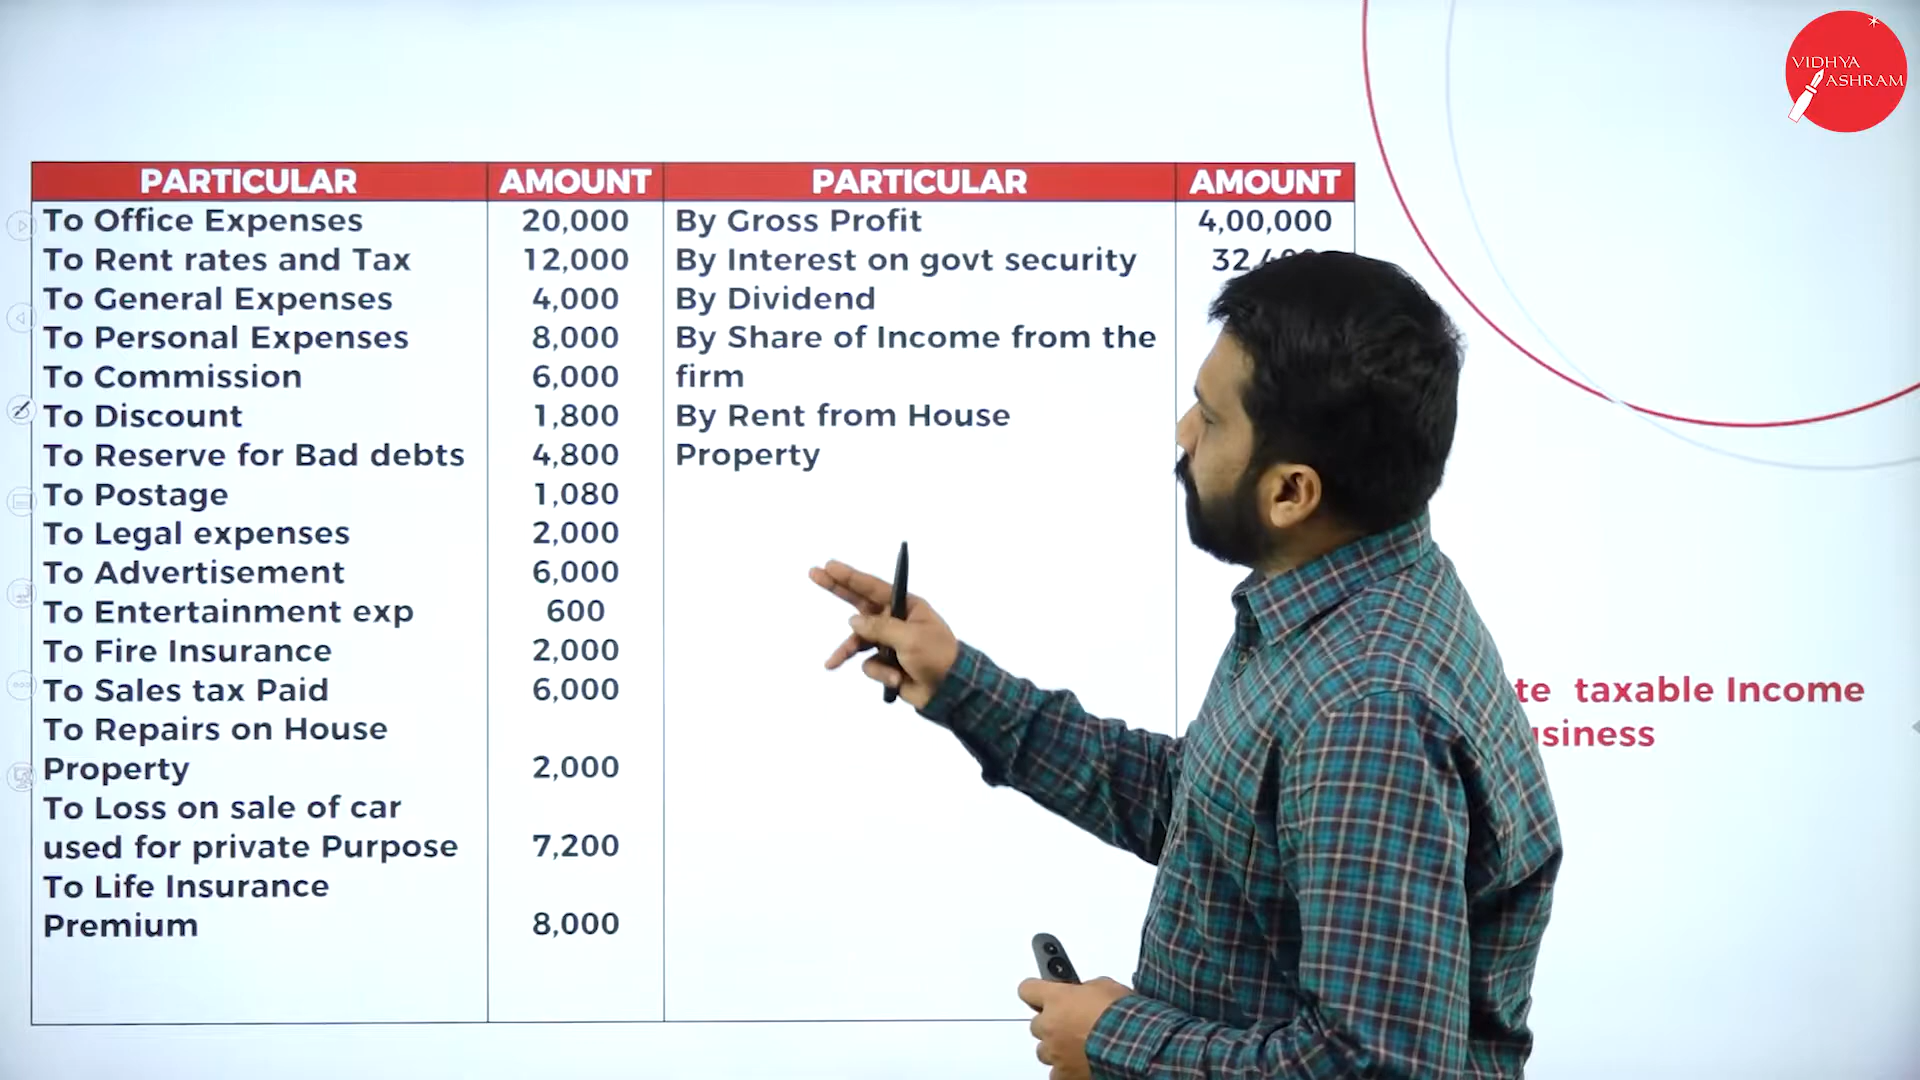 VIDHYA
ASHRAM
PARTICULAR AMOUNT PARTICULAR AMOUNT
To Office Expenses 20,000 By Gross Profit 4,00,000
To Rent rates and Tax 12,000 By Interest on govt security
To General Expenses 4,000 By Dividend
To Personal Expenses 8,000 By Share of Income from the
To Commission 6,000 firm
To Discount 1,800 By Rent from House
To Reserve for Bad debts 4,800 Property
To Postage 1,080
To Legal expenses 2,000
To Advertisement 6,000
To Entertainment exp 600
To Fire Insurance 2,000
To Sales tax Paid 6,000
To Repairs on House
Property 2,000
To Loss on sale of car
used for private Purpose 7,200
To Life Insurance
Premium 8,000
taxable Income